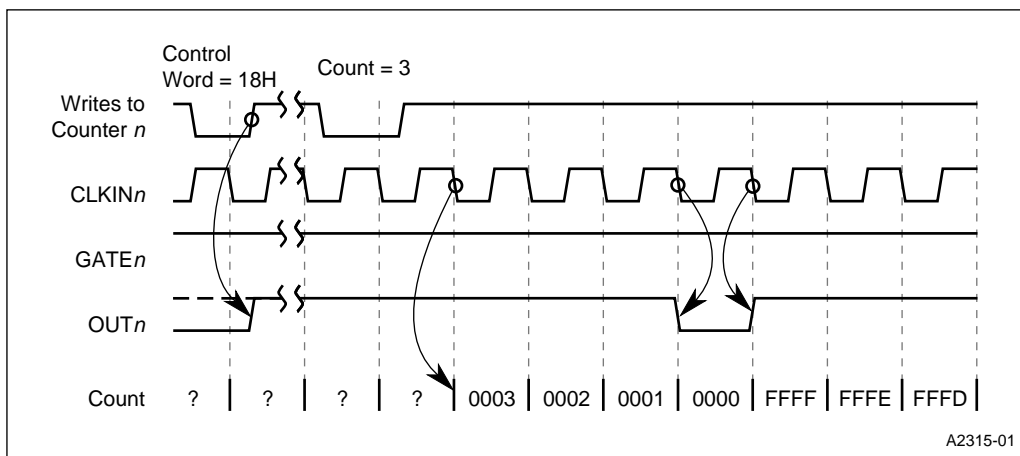 Control
Word = 18H
Count = 3
Writes to
Counter n
CLKINn
GATEn
OUTn
Count ? ? ? ? 0003 0002 0001 0000 FFFF FFFE FFFD
A2315-01